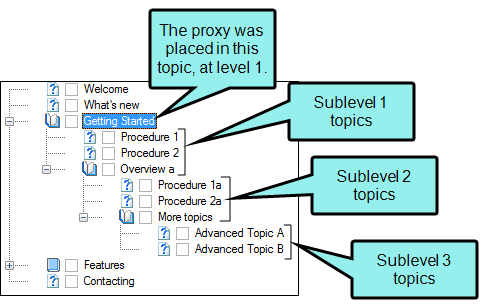 The proxy was
placed in this
topic, at level 1.
Welcome
What's new
Getting Started
Sublevel 1
topics
Procedure 1
Procedure 2
Overview a
Sublevel 2
topics
Procedure 1a
Procedure 2a
More topics
Advanced Topic A
Advanced Topic B
Sublevel 3
topics
Features
Contacting